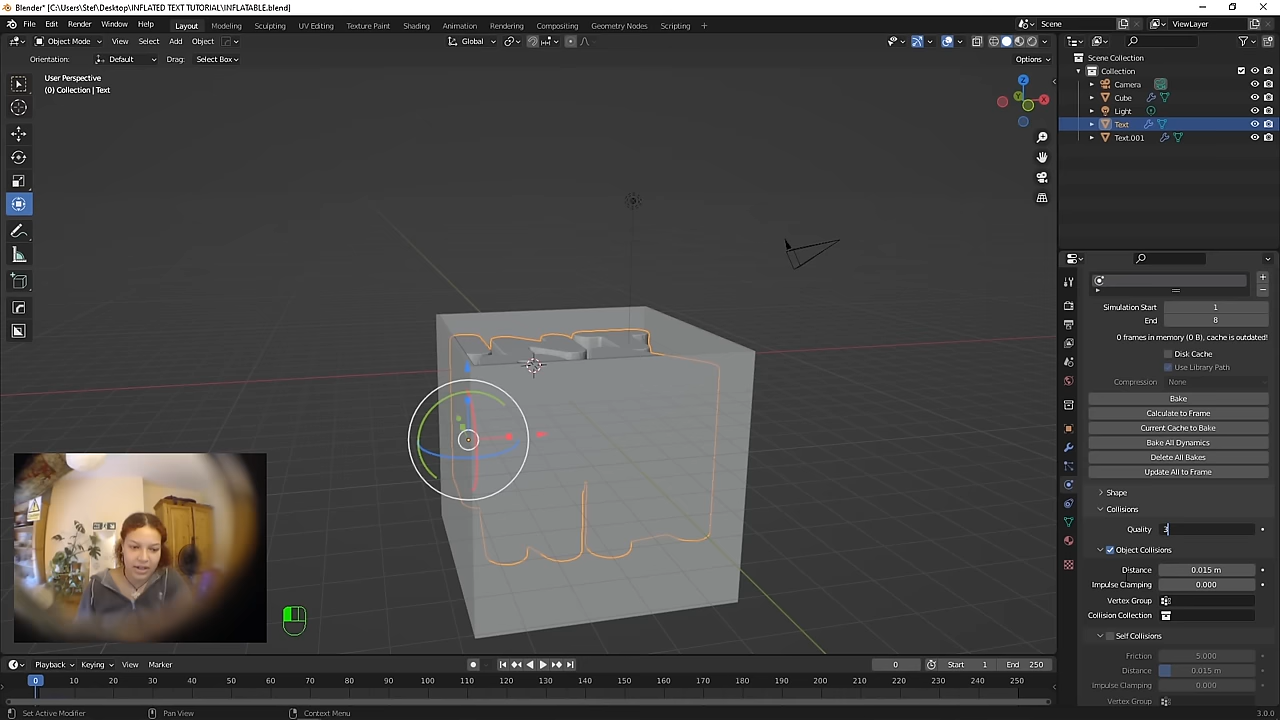 Blender* [C:\Users\Stef\Desktop\INFLATED TEXT TUTORIAL\INFLATABLE.blend]
File Edit Render Window Help Layout Modeling Sculpting UV Editing Texture Paint Shading Animation Rendering Compositing Geometry Nodes Scripting + Scene ViewLayer
Object Mode View Select Add Object Global
Orientation: Default Drag: Select Box Options
User Perspective
(0) Collection | Text
Z
Y
X
Scene Collection
Collection
Camera
Cube
Light
Text
Text.001
Simulation Start 1
End 8
0 frames in memory (0 B), cache is outdated!
Disk Cache
Use Library Path
Compression None
Bake
Calculate to Frame
Current Cache to Bake
Bake All Dynamics
Delete All Bakes
Update All to Frame
Shape
Collisions
Quality 3
Object Collisions
Distance 0.015 m
Impulse Clamping 0.000
Vertex Group
Collision Collection
Self Collisions
Friction 5.000
Distance 0.015 m
Impulse Clamping 0.000
Vertex Group
Playback Keying View Marker 0 Start 1 End 250
0 10 20 30 40 50 60 70 80 90 100 110 120 130 140 150 160 170 180 190 200 210 220 230 240 250
Set Active Modifier Pan View Context Menu 3.0.0